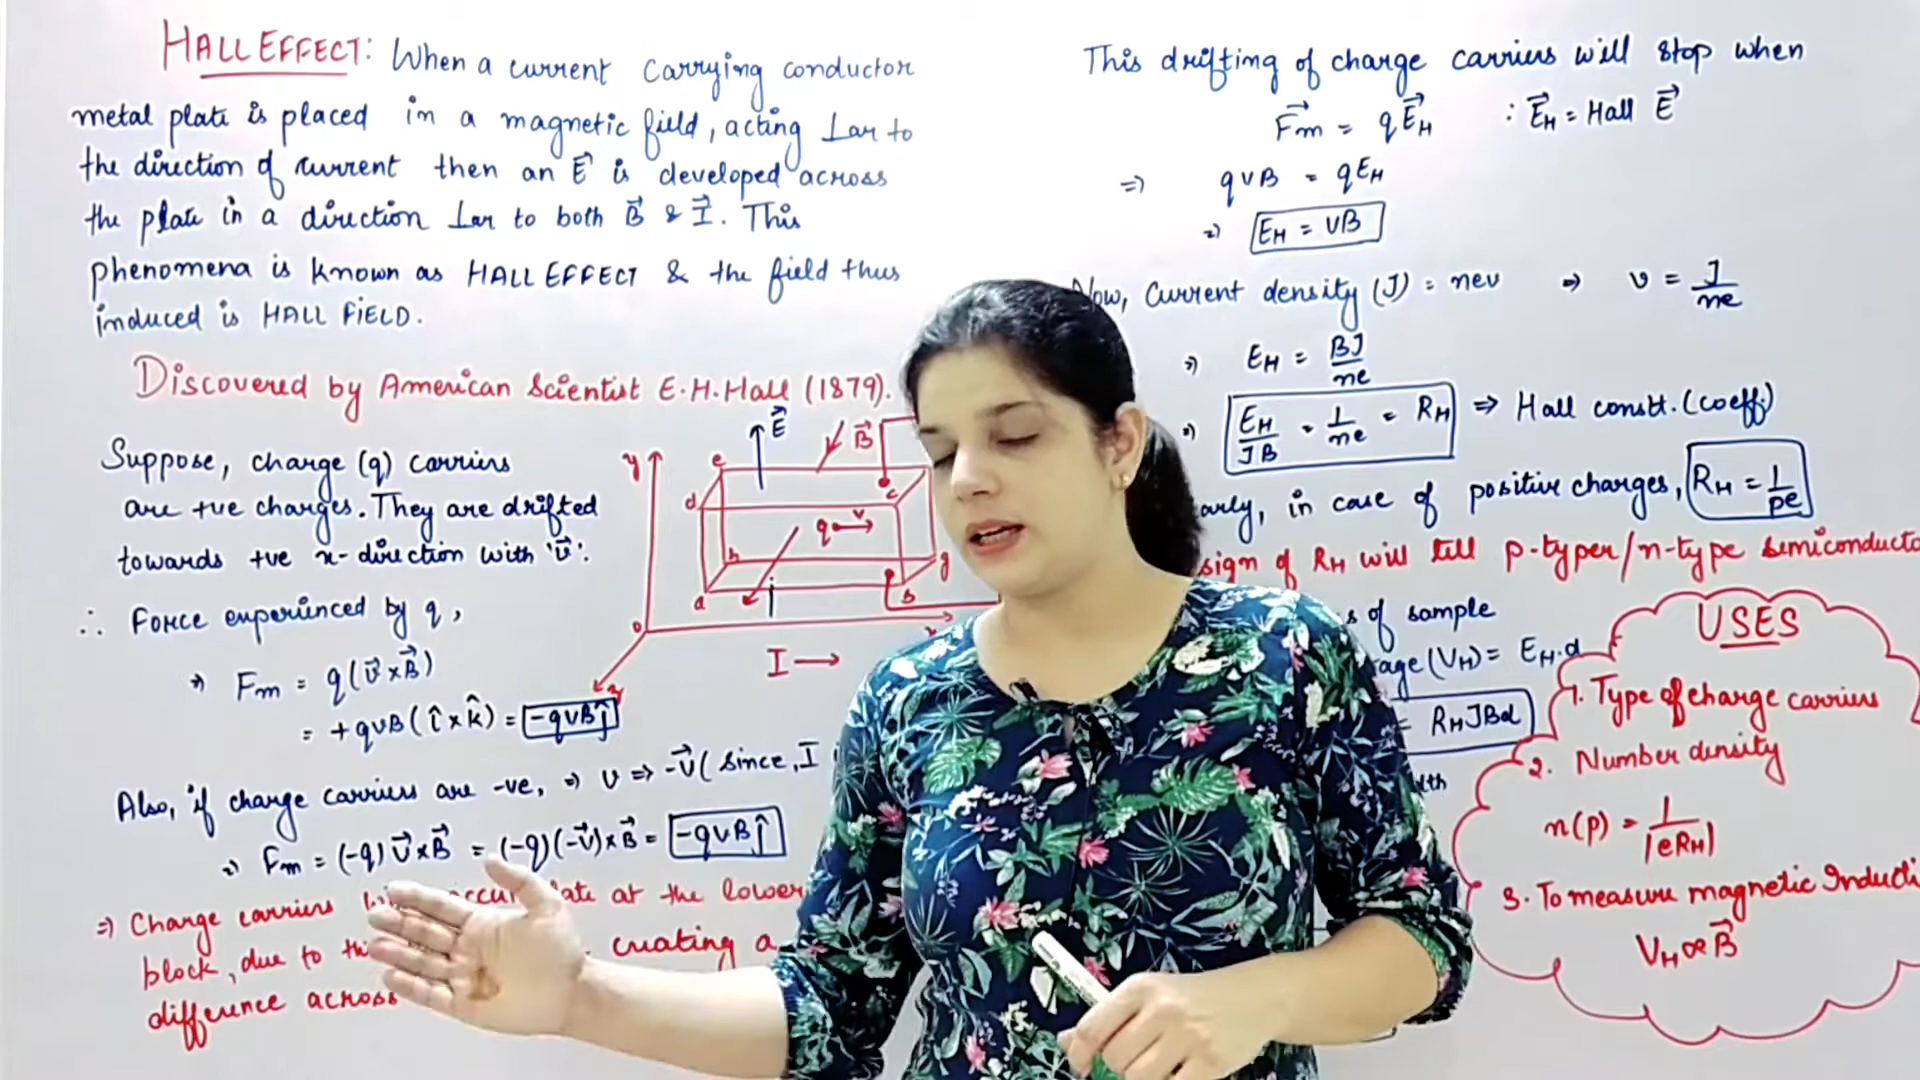 HALL EFFECT: When a current carrying conductor
metal plate is placed in a magnetic field, acting ⊥ar to
the direction of current then an E⃗ is developed across
the plate in a direction ⊥ar to both B⃗ & I⃗. This
phenomena is known as HALL EFFECT & the field thus
induced is HALL FIELD.
Discovered by American Scientist E.H.Hall (1879).
Suppose, charge (q) carriers
are +ve charges. They are drifted
towards +ve x-direction with 'v⃗'.
∴ Force experienced by q,
⇒ Fm = q(v⃗×B⃗)
= +qvB(î×k̂) = -qvBĵ
Also, if charge carriers are -ve, ⇒ v ⇒ -v⃗ (since, I
⇒ Fm = (-q) v⃗×B⃗ = (-q)(-v⃗)×B⃗ = -qvBĵ
⇒ Charge carriers at the lower
block, due to creating a
difference across
y
E⃗
B⃗
e
d
c
q v
h
g
a
b
o
x
I →
This drifting of charge carriers will stop when
F⃗m = qE⃗H : E⃗H = Hall E⃗
⇒ qvB = qEH
⇒ EH = vB
Now, Current density (J) = nev ⇒ v = J/ne
⇒ EH = BJ/ne
⇒ EH/JB = 1/ne = RH ⇒ Hall constt. (coeff)
arly, in case of positive charges, RH = 1/pe
sign of RH will tell p-typer/n-type semiconducto
s of sample
age (VH) = EH.d
= RHJBd
lth
USES
1. Type of charge carriers
2. Number density
n(p) = 1/|eRH|
3. To measure magnetic Inducti
VH α B⃗